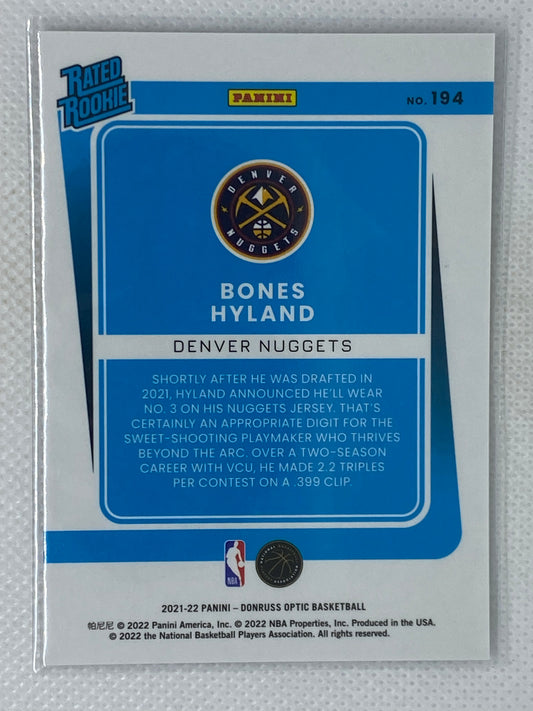 RATED
ROOKIE
PANINI
NO. 194
DENVER
NUGGETS
BONES
HYLAND
DENVER NUGGETS
SHORTLY AFTER HE WAS DRAFTED IN
2021, HYLAND ANNOUNCED HE'LL WEAR
NO. 3 ON HIS NUGGETS JERSEY. THAT'S
CERTAINLY AN APPROPRIATE DIGIT FOR THE
SWEET-SHOOTING PLAYMAKER WHO THRIVES
BEYOND THE ARC. OVER A TWO-SEASON
CAREER WITH VCU, HE MADE 2.2 TRIPLES
PER CONTEST ON A .399 CLIP.
NBA
2021-22 PANINI – DONRUSS OPTIC BASKETBALL
帕尼尼 © 2022 Panini America, Inc. © 2022 NBA Properties, Inc. Produced in the USA.
© 2022 the National Basketball Players Association. All rights reserved.